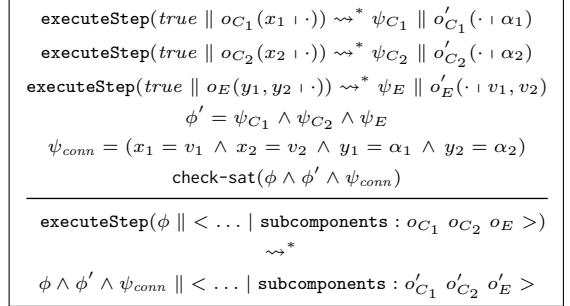 executeStep(true ∥ o_{C_1}(x_1 ı ·)) ⇝* ψ_{C_1} ∥ o'_{C_1}(· ı α_1)
executeStep(true ∥ o_{C_2}(x_2 ı ·)) ⇝* ψ_{C_2} ∥ o'_{C_2}(· ı α_2)
executeStep(true ∥ o_E(y_1, y_2 ı ·)) ⇝* ψ_E ∥ o'_E(· ı v_1, v_2)
ϕ' = ψ_{C_1} ∧ ψ_{C_2} ∧ ψ_E
ψ_{conn} = (x_1 = v_1 ∧ x_2 = v_2 ∧ y_1 = α_1 ∧ y_2 = α_2)
check-sat(ϕ ∧ ϕ' ∧ ψ_{conn})
executeStep(ϕ ∥ < ... | subcomponents : o_{C_1} o_{C_2} o_E >)
⇝*
ϕ ∧ ϕ' ∧ ψ_{conn} ∥ < ... | subcomponents : o'_{C_1} o'_{C_2} o'_E >